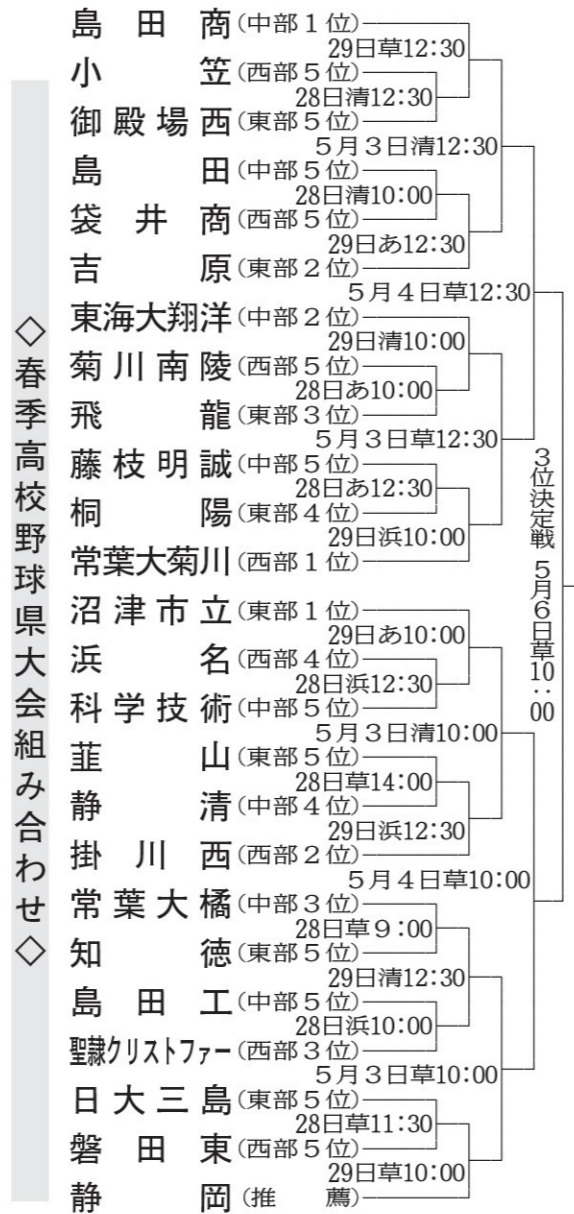 ◇春季高校野球県大会組み合わせ◇
島田商(中部1位)
29日草12:30
小笠(西部5位)
28日清12:30
御殿場西(東部5位)
5月3日清12:30
島田(中部5位)
28日清10:00
袋井商(西部5位)
29日あ12:30
吉原(東部2位)
5月4日草12:30
東海大翔洋(中部2位)
29日清10:00
菊川南陵(西部5位)
28日あ10:00
飛龍(東部3位)
5月3日草12:30
藤枝明誠(中部5位)
28日あ12:30
桐陽(東部4位)
29日浜10:00
常葉大菊川(西部1位)
3位決定戦 5月6日草10:00
沼津市立(東部1位)
29日あ10:00
浜名(西部4位)
28日浜12:30
科学技術(中部5位)
5月3日清10:00
韮山(東部5位)
28日草14:00
静清(中部4位)
29日浜12:30
掛川西(西部2位)
5月4日草10:00
常葉大橘(中部3位)
28日草9:00
知徳(東部5位)
29日清12:30
島田工(中部5位)
28日浜10:00
聖隷クリストファー(西部3位)
5月3日草10:00
日大三島(東部5位)
28日草11:30
磐田東(西部5位)
29日草10:00
静岡(推薦)